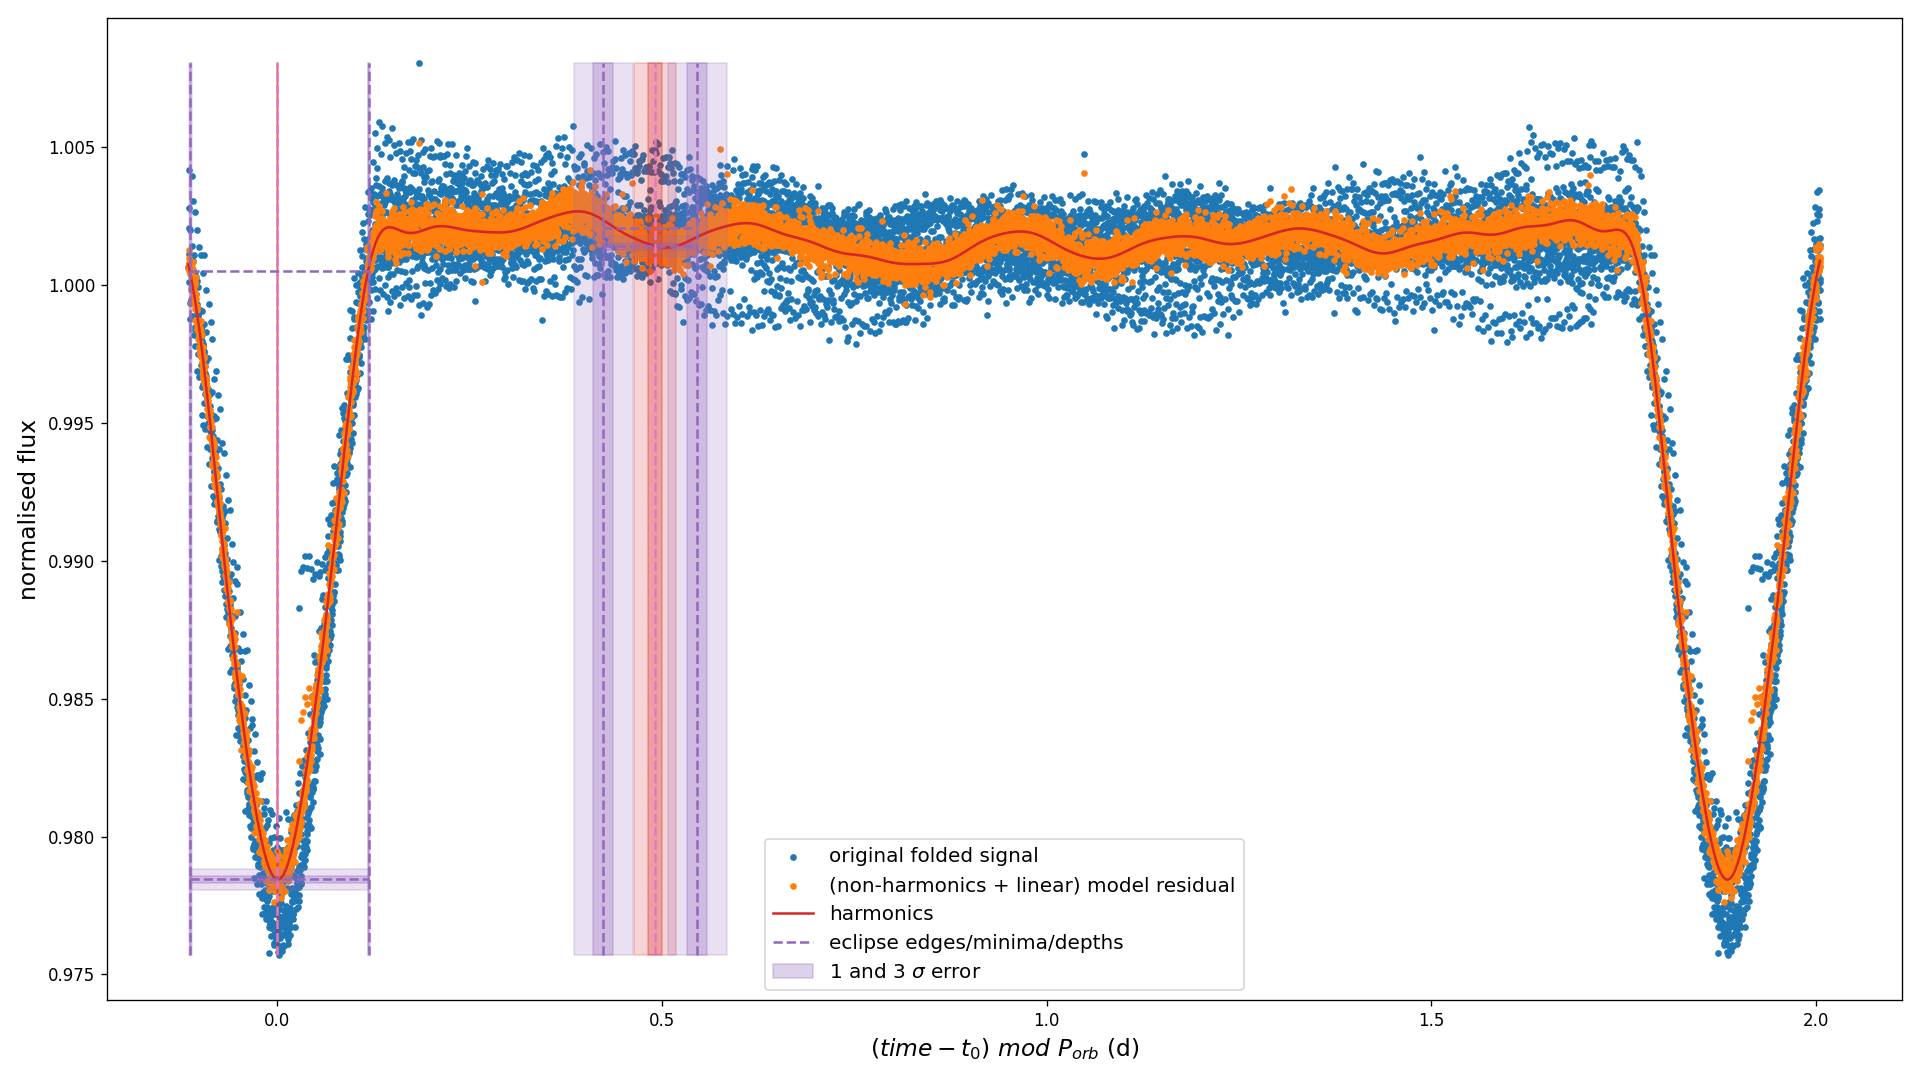 normalised flux
1.005
1.000
0.995
0.990
0.985
0.980
0.975
original folded signal
(non-harmonics + linear) model residual
harmonics
eclipse edges/minima/depths
1 and 3 σ error
0.0 0.5 1.0 1.5 2.0
(time − t₀) mod Pₒᵣb (d)